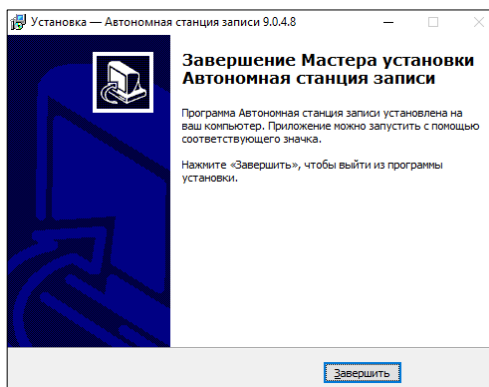 Установка — Автономная станция записи 9.0.4.8
Завершение Мастера установки
Автономная станция записи
Программа Автономная станция записи установлена на
ваш компьютер. Приложение можно запустить с помощью
соответствующего значка.
Нажмите «Завершить», чтобы выйти из программы
установки.
Завершить